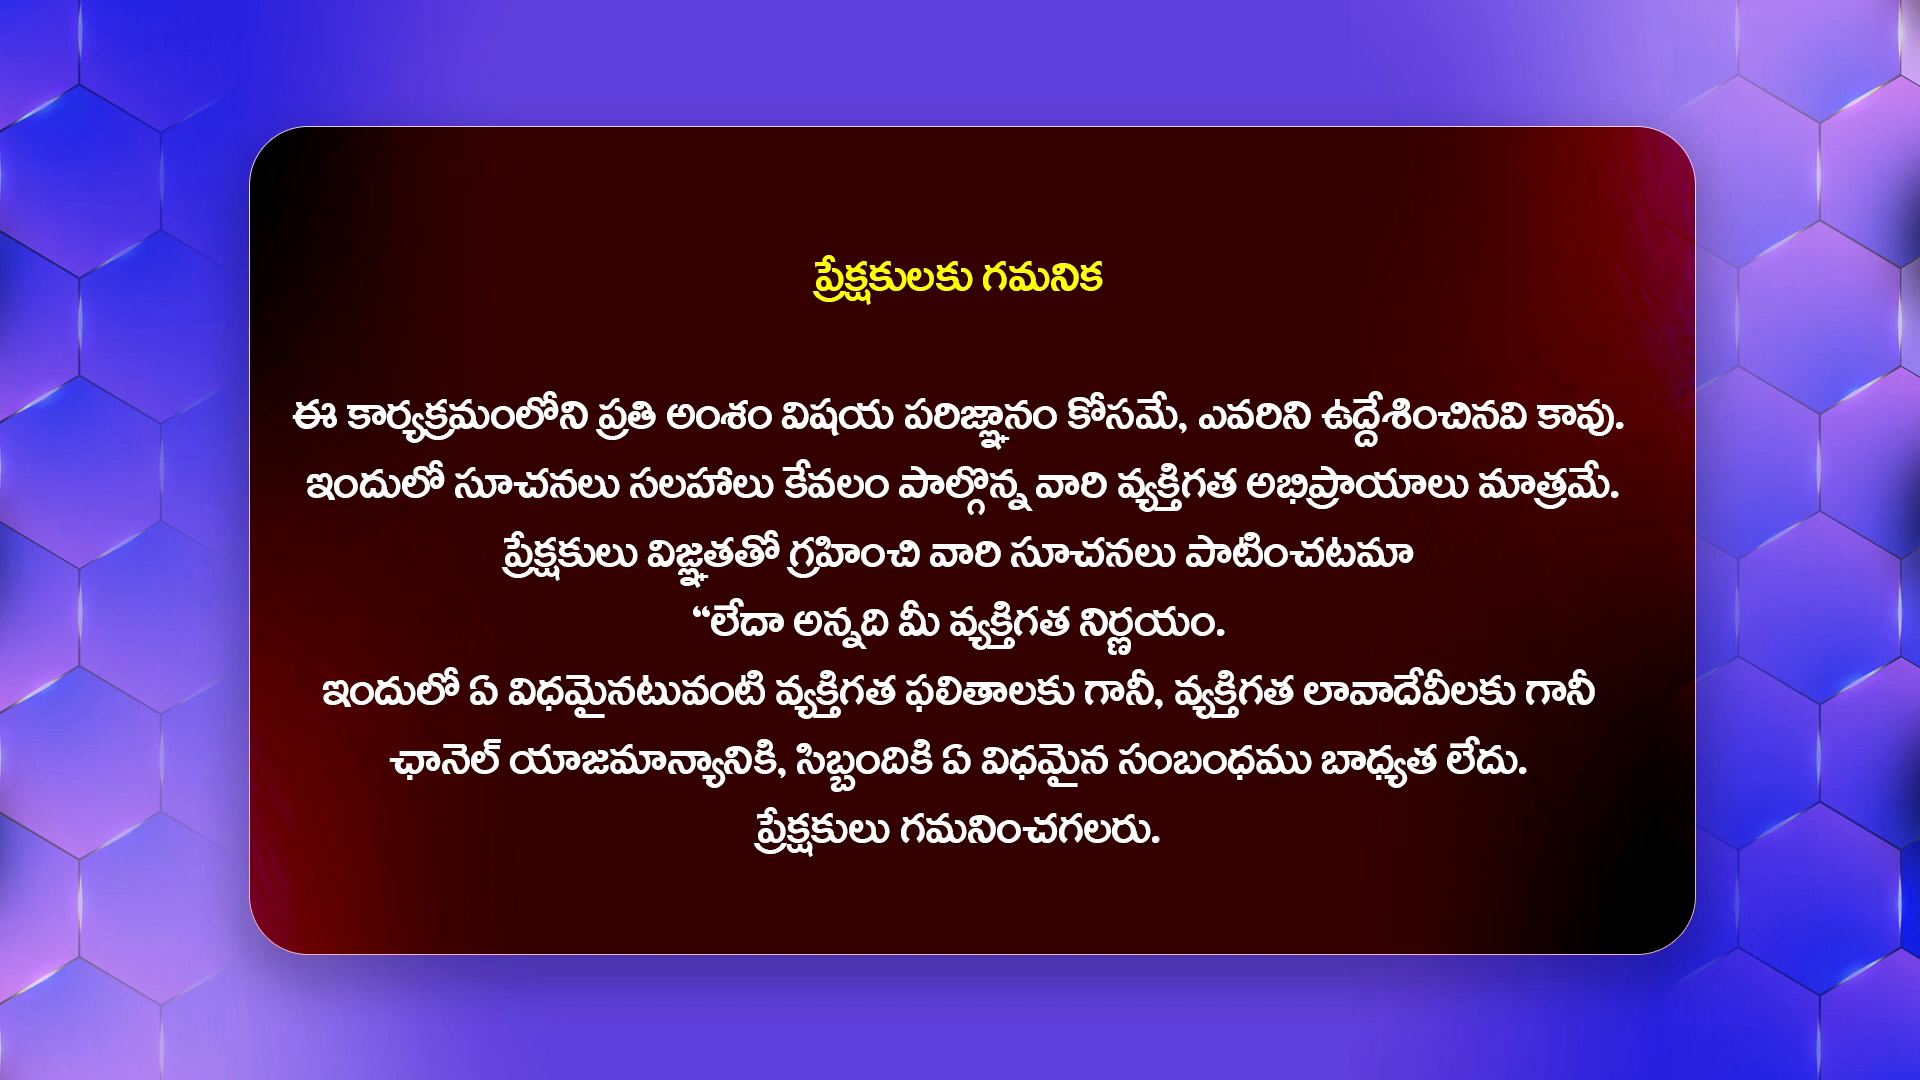 ప్రేక్షకులకు గమనిక
ఈ కార్యక్రమంలోని ప్రతి అంశం విషయ పరిజ్ఞానం కోసమే, ఎవరిని ఉద్దేశించినవి కావు.
ఇందులో సూచనలు సలహాలు కేవలం పాల్గొన్న వారి వ్యక్తిగత అభిప్రాయాలు మాత్రమే.
ప్రేక్షకులు విజ్ఞతతో గ్రహించి వారి సూచనలు పాటించటమా
“లేదా అన్నది మీ వ్యక్తిగత నిర్ణయం.
ఇందులో ఏ విధమైనటువంటి వ్యక్తిగత ఫలితాలకు గానీ, వ్యక్తిగత లావాదేవీలకు గానీ
ఛానెల్ యాజమాన్యానికి, సిబ్బందికి ఏ విధమైన సంబంధము బాధ్యత లేదు.
ప్రేక్షకులు గమనించగలరు.